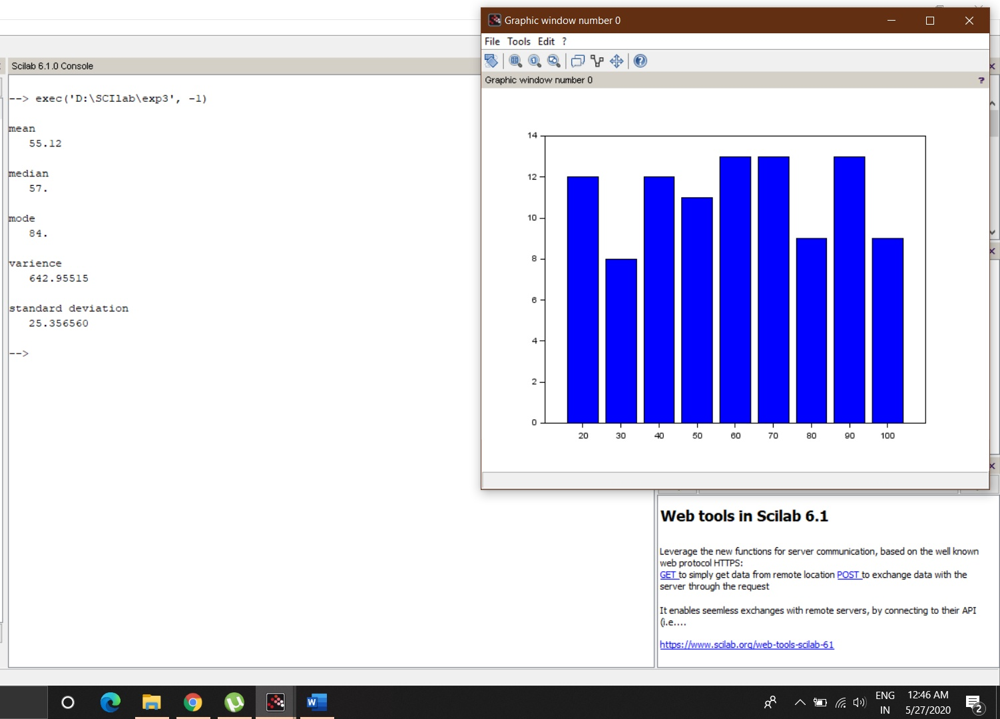 Scilab 6.1.0 Console
--> exec('D:\SCIlab\exp3', -1)
mean
55.12
median
57.
mode
84.
varience
642.95515
standard deviation
25.356560
-->
Graphic window number 0
File Tools Edit ?
Graphic window number 0 ?
14
12
10
8
6
4
2
0
20 30 40 50 60 70 80 90 100
Web tools in Scilab 6.1
Leverage the new functions for server communication, based on the well known
web protocol HTTPS:
GET to simply get data from remote location POST to exchange data with the
server through the request
It enables seemless exchanges with remote servers, by connecting to their API
(i.e....
https://www.scilab.org/web-tools-scilab-61
W
ENG
IN
12:46 AM
5/27/2020
2